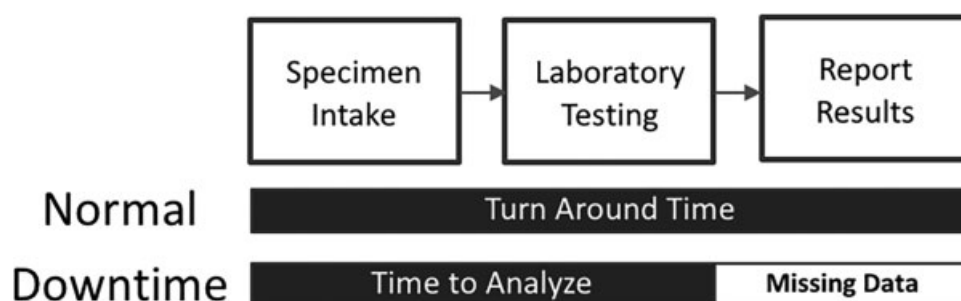 Specimen
Intake
Laboratory
Testing
Report
Results
Normal
Turn Around Time
Downtime
Time to Analyze
Missing Data